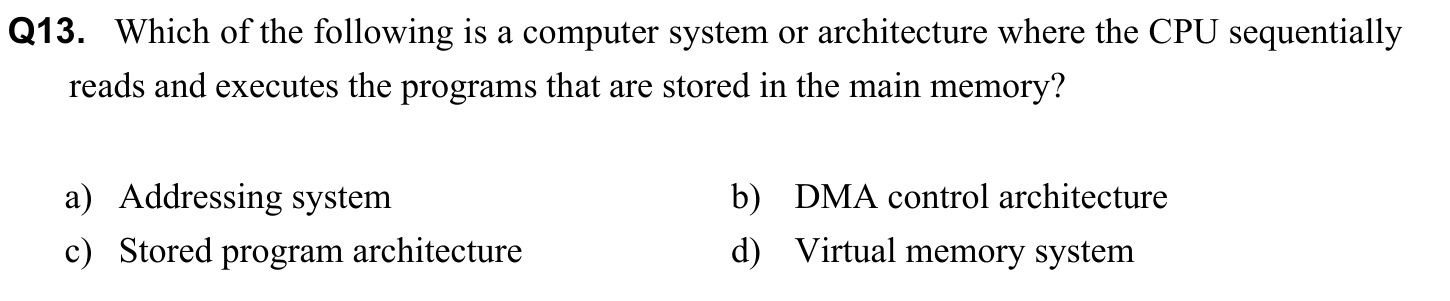 Q13. Which of the following is a computer system or architecture where the CPU sequentially
reads and executes the programs that are stored in the main memory?
a) Addressing system b) DMA control architecture
c) Stored program architecture d) Virtual memory system